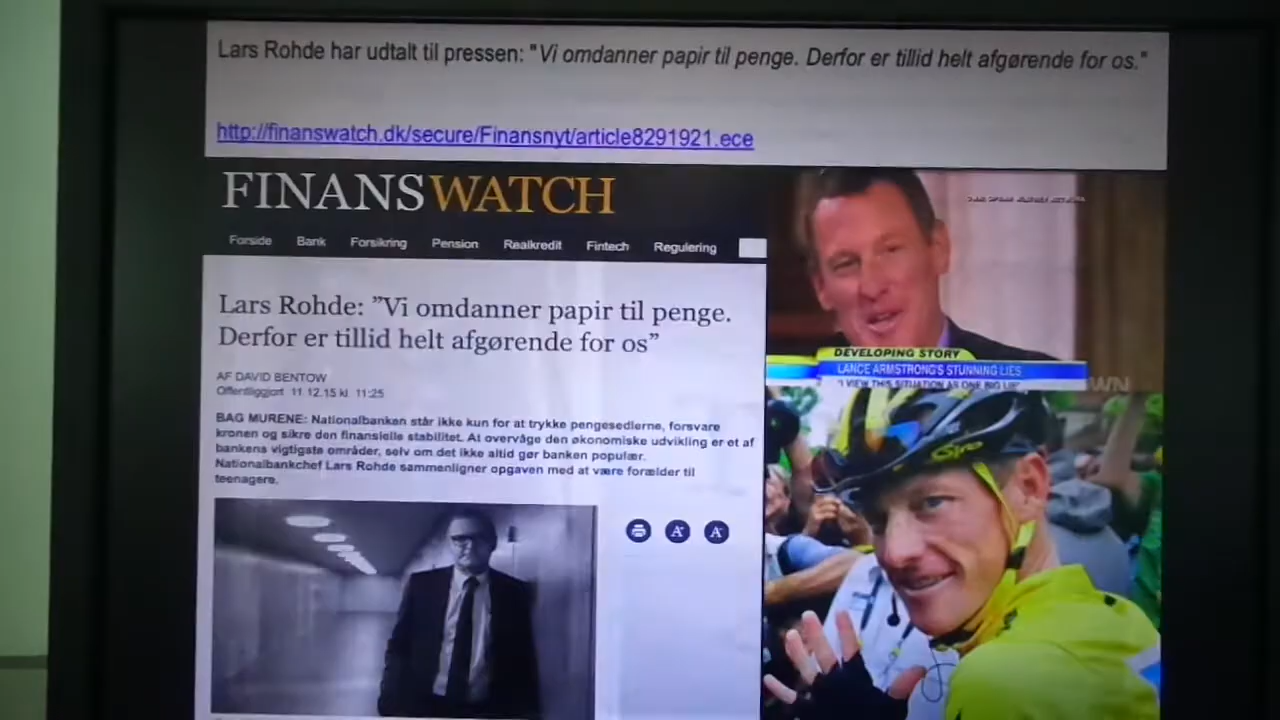 Lars Rohde har udtalt til pressen: "Vi omdanner papir til penge. Derfor er tillid helt afgørende for os."
http://finanswatch.dk/secure/Finansnyt/article8291921.ece
FINANSWATCH
Forside Bank Forsikring Pension Realkredit Fintech Regulering
Lars Rohde: ”Vi omdanner papir til penge.
Derfor er tillid helt afgørende for os”
AF DAVID BENTOW
Offentliggjort 11.12.15 kl. 11:25
BAG MURENE: Nationalbanken står ikke kun for at trykke pengesedlerne, forsvare
kronen og sikre den finansielle stabilitet. At overvåge den økonomiske udvikling er et af
bankens vigtigste områder, selv om det ikke altid gør banken populær.
Nationalbankchef Lars Rohde sammenligner opgaven med at være forælder til
teenagere.
A A
DEVELOPING STORY
LANCE ARMSTRONG'S STUNNING LIES
"I VIEW THIS SITUATION AS ONE BIG LIE"
OWN
Giro